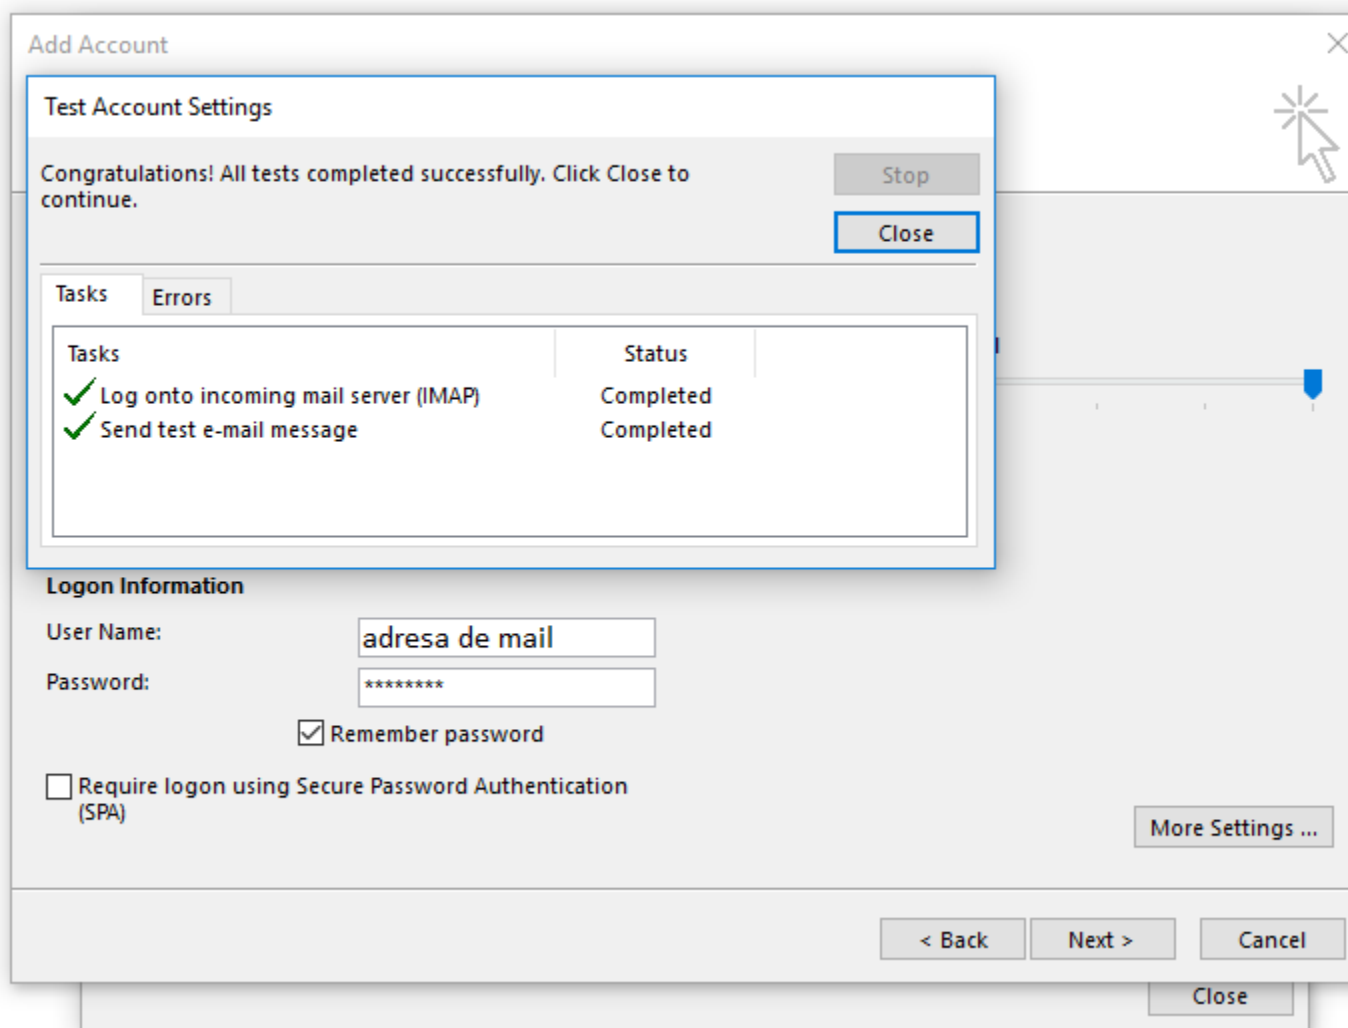 Add Account
Test Account Settings
Congratulations! All tests completed successfully. Click Close to
continue.
Stop
Close
Tasks
Errors
Tasks Status
Log onto incoming mail server (IMAP) Completed
Send test e-mail message Completed
Logon Information
User Name: adresa de mail
Password: ********
Remember password
Require logon using Secure Password Authentication
(SPA)
More Settings ...
< Back Next > Cancel
Close